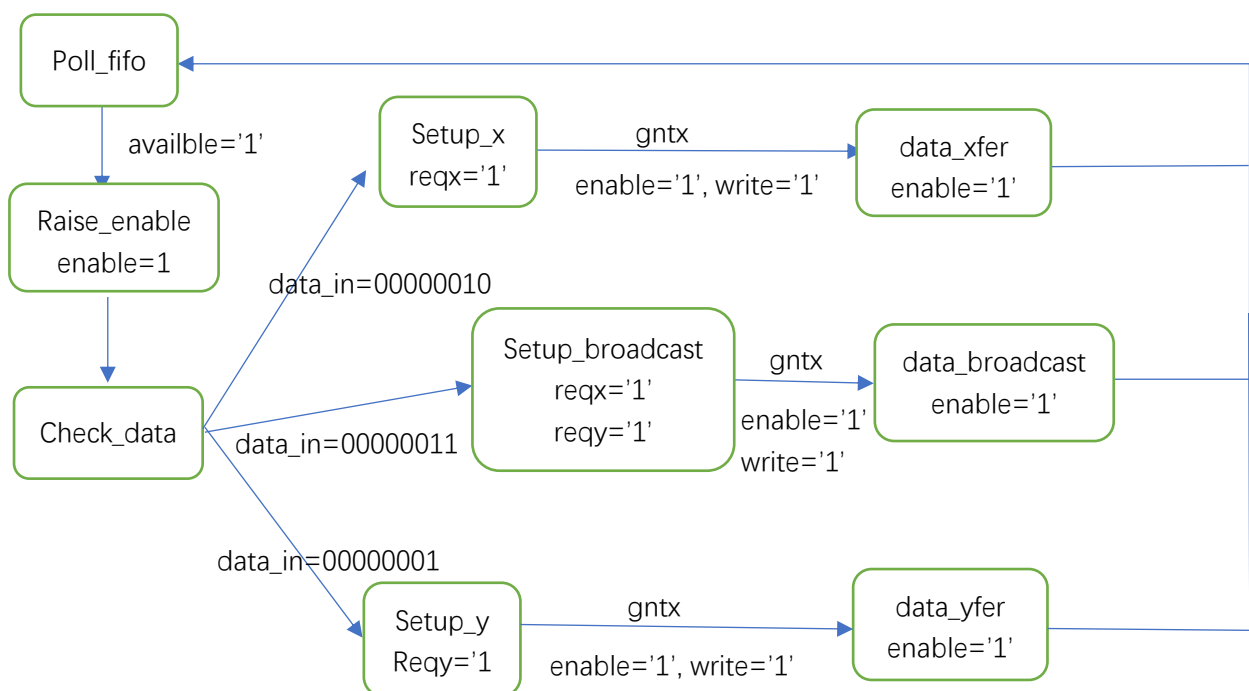 Poll_fifo
availble=’1’
Raise_enable
enable=1
Check_data
data_in=00000010
data_in=00000011
data_in=00000001
Setup_x
reqx=’1’
gntx
enable=’1’, write=’1’
data_xfer
enable=’1’
Setup_broadcast
reqx=’1’
reqy=’1’
gntx
enable=’1’
write=’1’
data_broadcast
enable=’1’
Setup_y
Reqy=’1
gntx
enable=’1’, write=’1’
data_yfer
enable=’1’